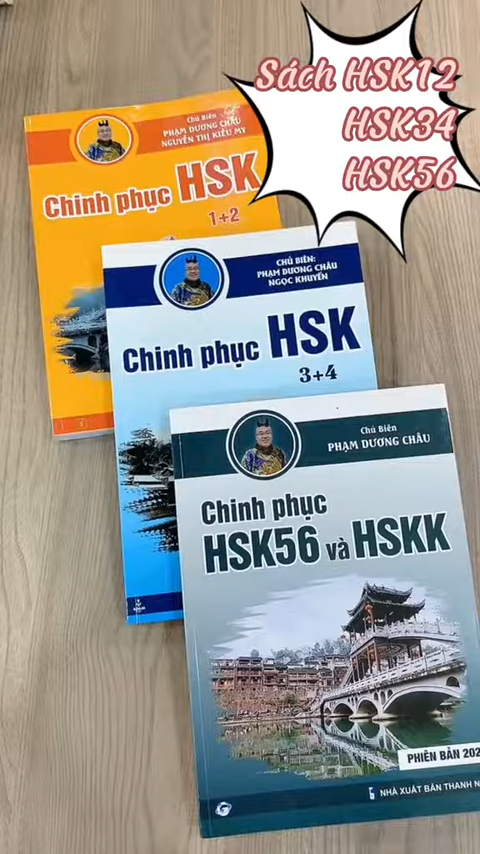 Sách HSK12
HSK34
HSK56
Chủ Biên
PHẠM DƯƠNG CHÂU
NGUYỄN THỊ KIỀU MY
Chinh phục HSK
1+2
CHỦ BIÊN:
PHẠM DƯƠNG CHÂU
NGỌC KHUYẾN
Chinh phục HSK
3+4
Chủ Biên
PHẠM DƯƠNG CHÂU
Chinh phục
HSK56 và HSKK
PHIÊN BẢN 202
NHÀ XUẤT BẢN THANH N